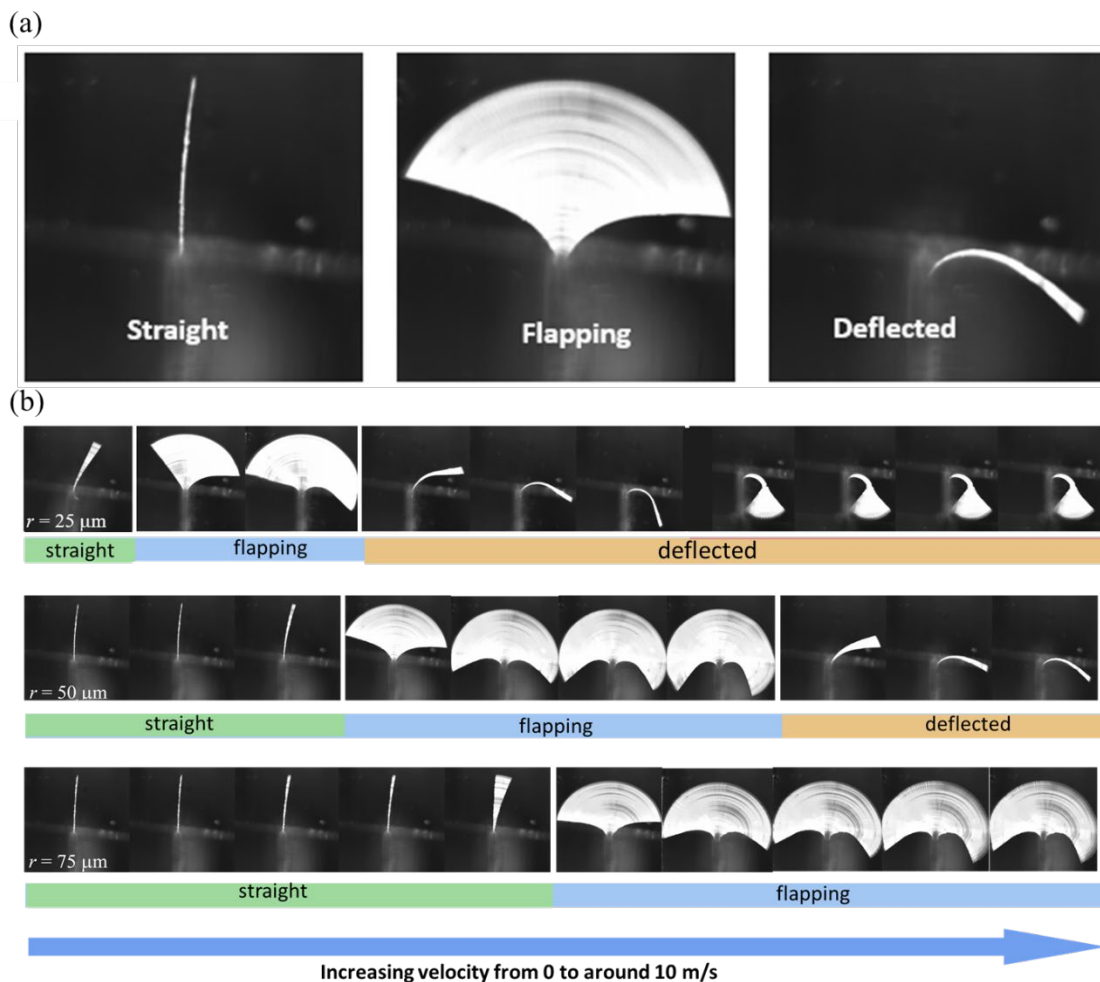 (a)
Straight
Flapping
Deflected
(b)
r = 25 μm
straight
flapping
deflected
r = 50 μm
straight
flapping
deflected
r = 75 μm
straight
flapping
Increasing velocity from 0 to around 10 m/s